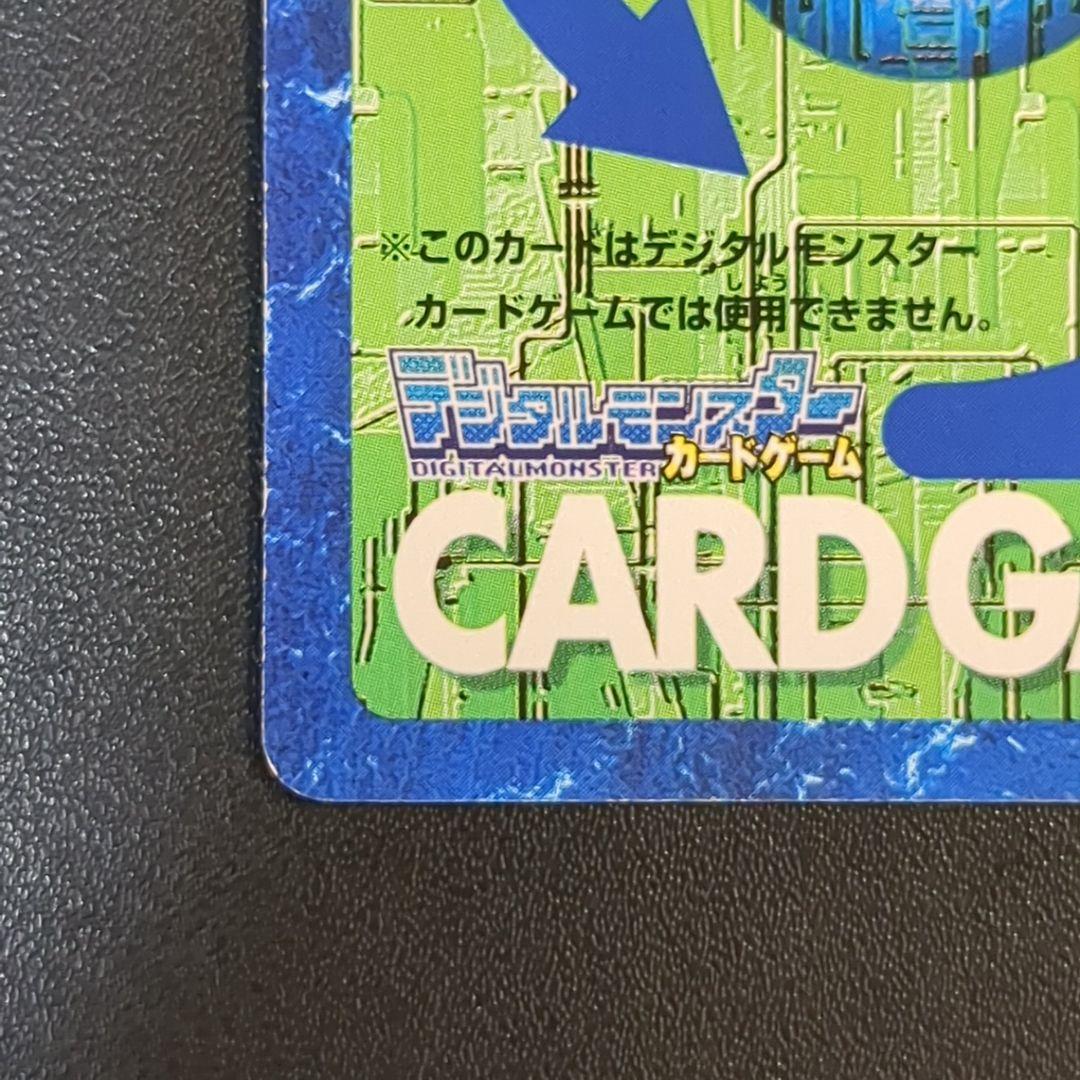 ※このカードはデジタルモンスター
しよう
カードゲームでは使用できません。
デジタルモンスター
DIGITALMONSTER カードゲーム
CARD GA